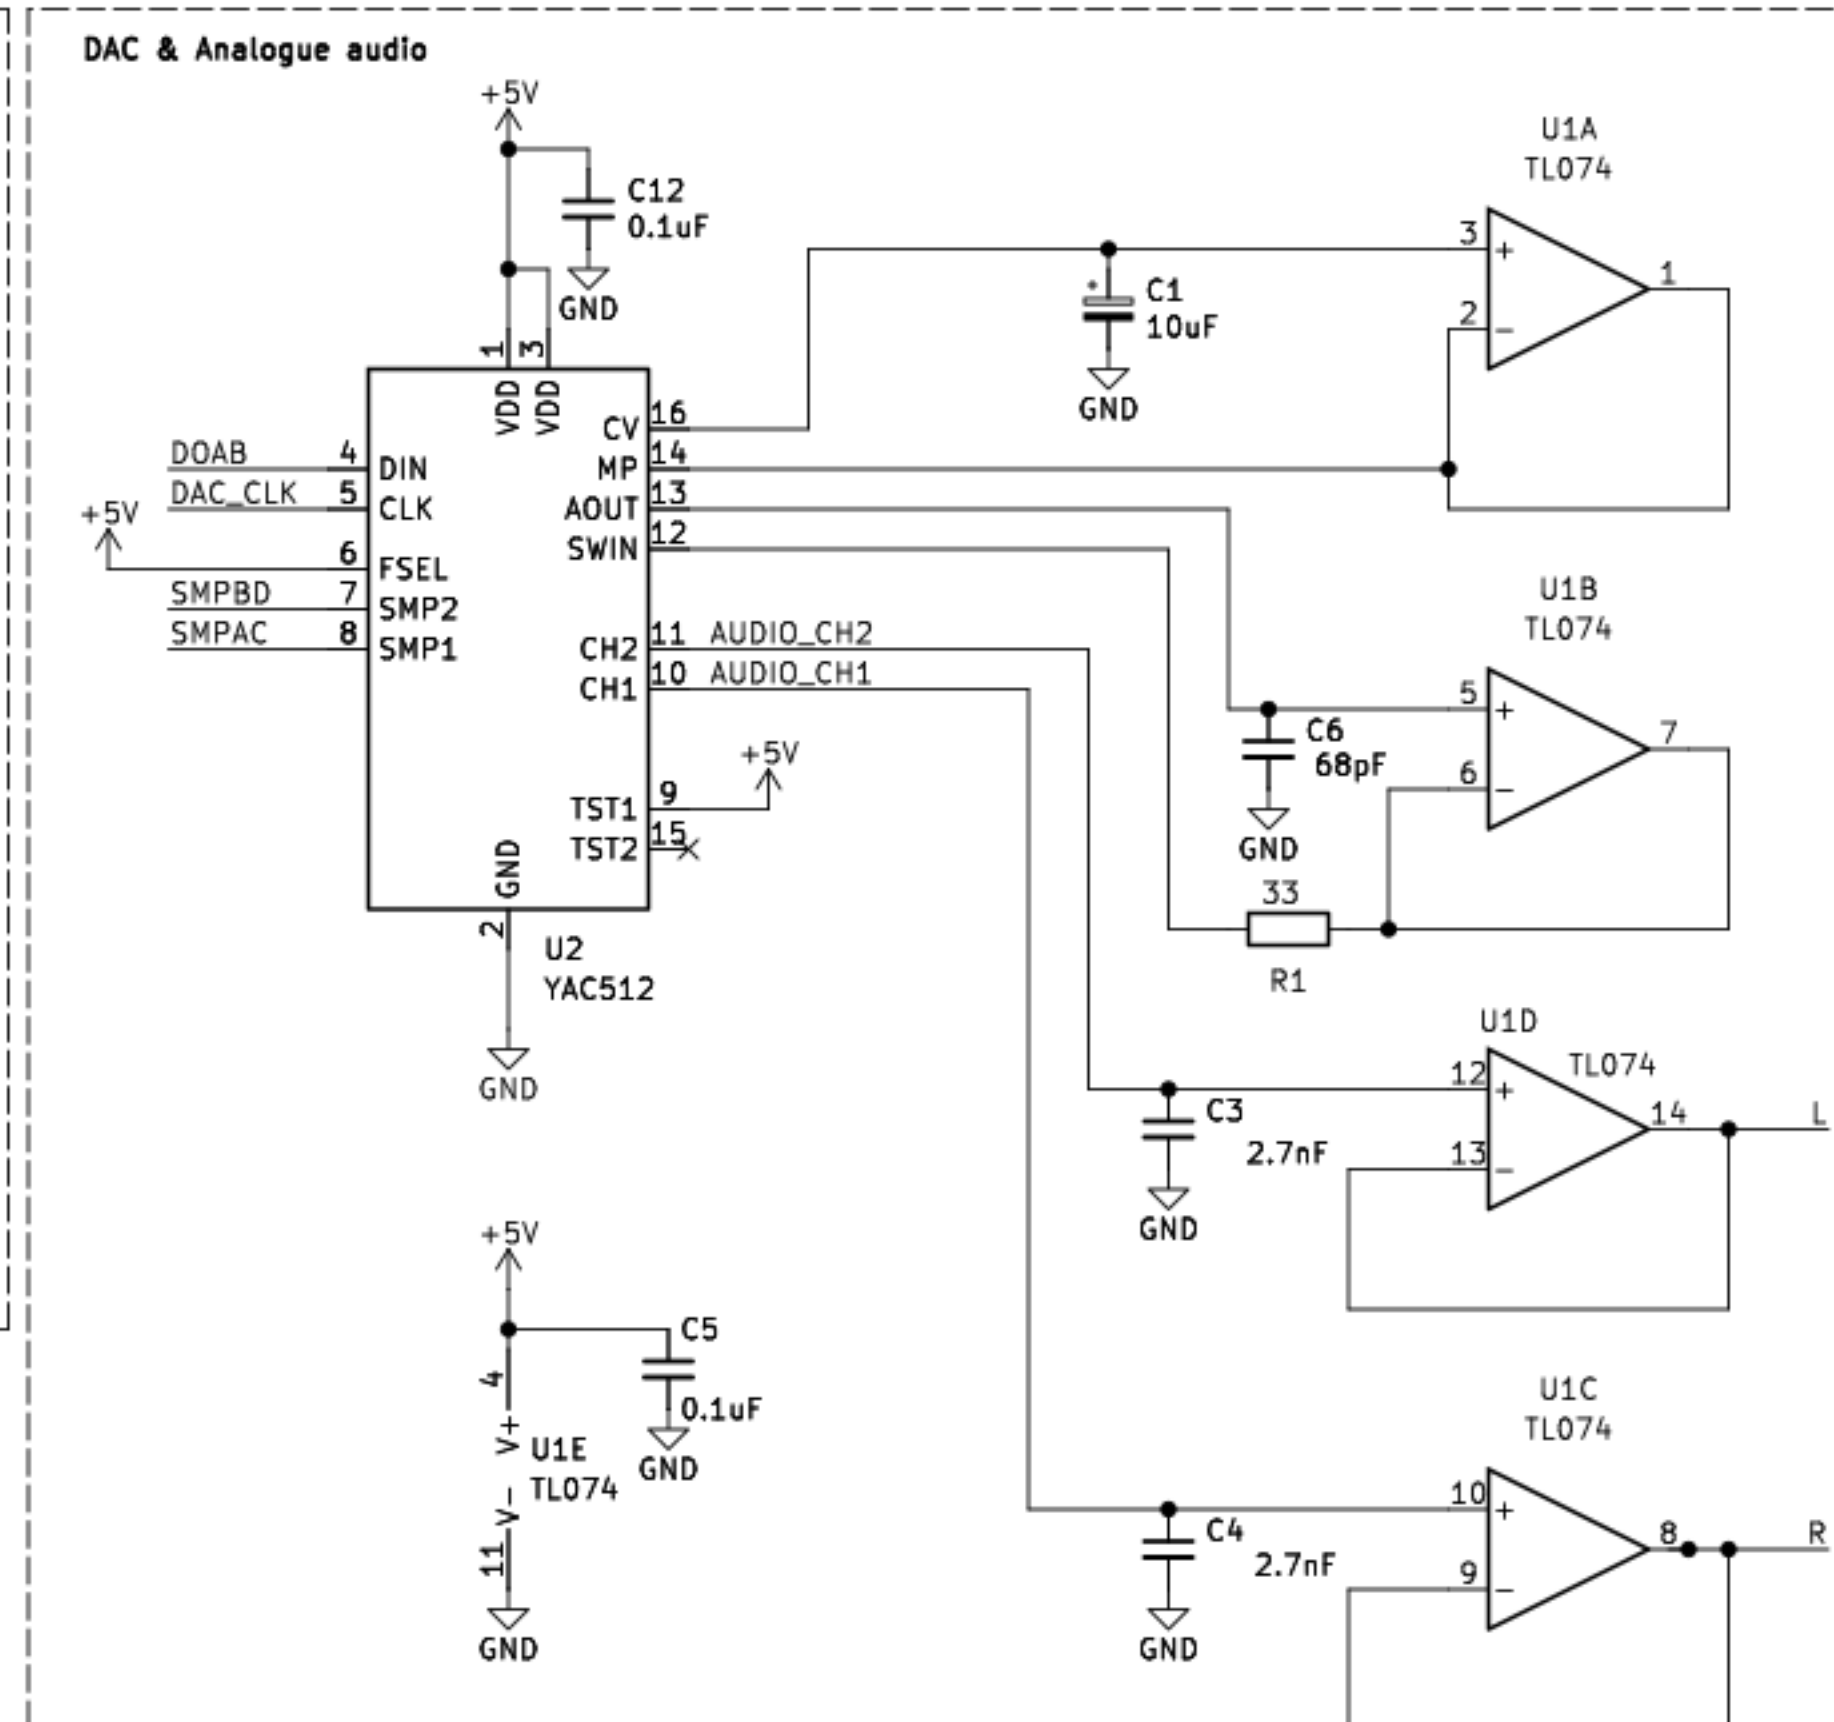 DAC & Analogue audio
+5V
C12
0.1uF
GND
1
3
VDD
VDD
DOAB
4
DIN
DAC_CLK
5
CLK
+5V
6
FSEL
SMPBD
7
SMP2
SMPAC
8
SMP1
CV
16
MP
14
AOUT
13
SWIN
12
CH2
11
AUDIO_CH2
CH1
10
AUDIO_CH1
+5V
TST1
9
TST2
15
GND
2
U2
YAC512
GND
C1
10uF
GND
U1A
TL074
3
+
2
-
1
U1B
TL074
5
+
6
-
7
C6
68pF
GND
33
R1
U1D
TL074
12
+
13
-
14
L
C3
2.7nF
GND
+5V
C5
0.1uF
GND
4
V+
U1E
TL074
V-
11
GND
U1C
TL074
10
+
9
-
8
R
C4
2.7nF
GND